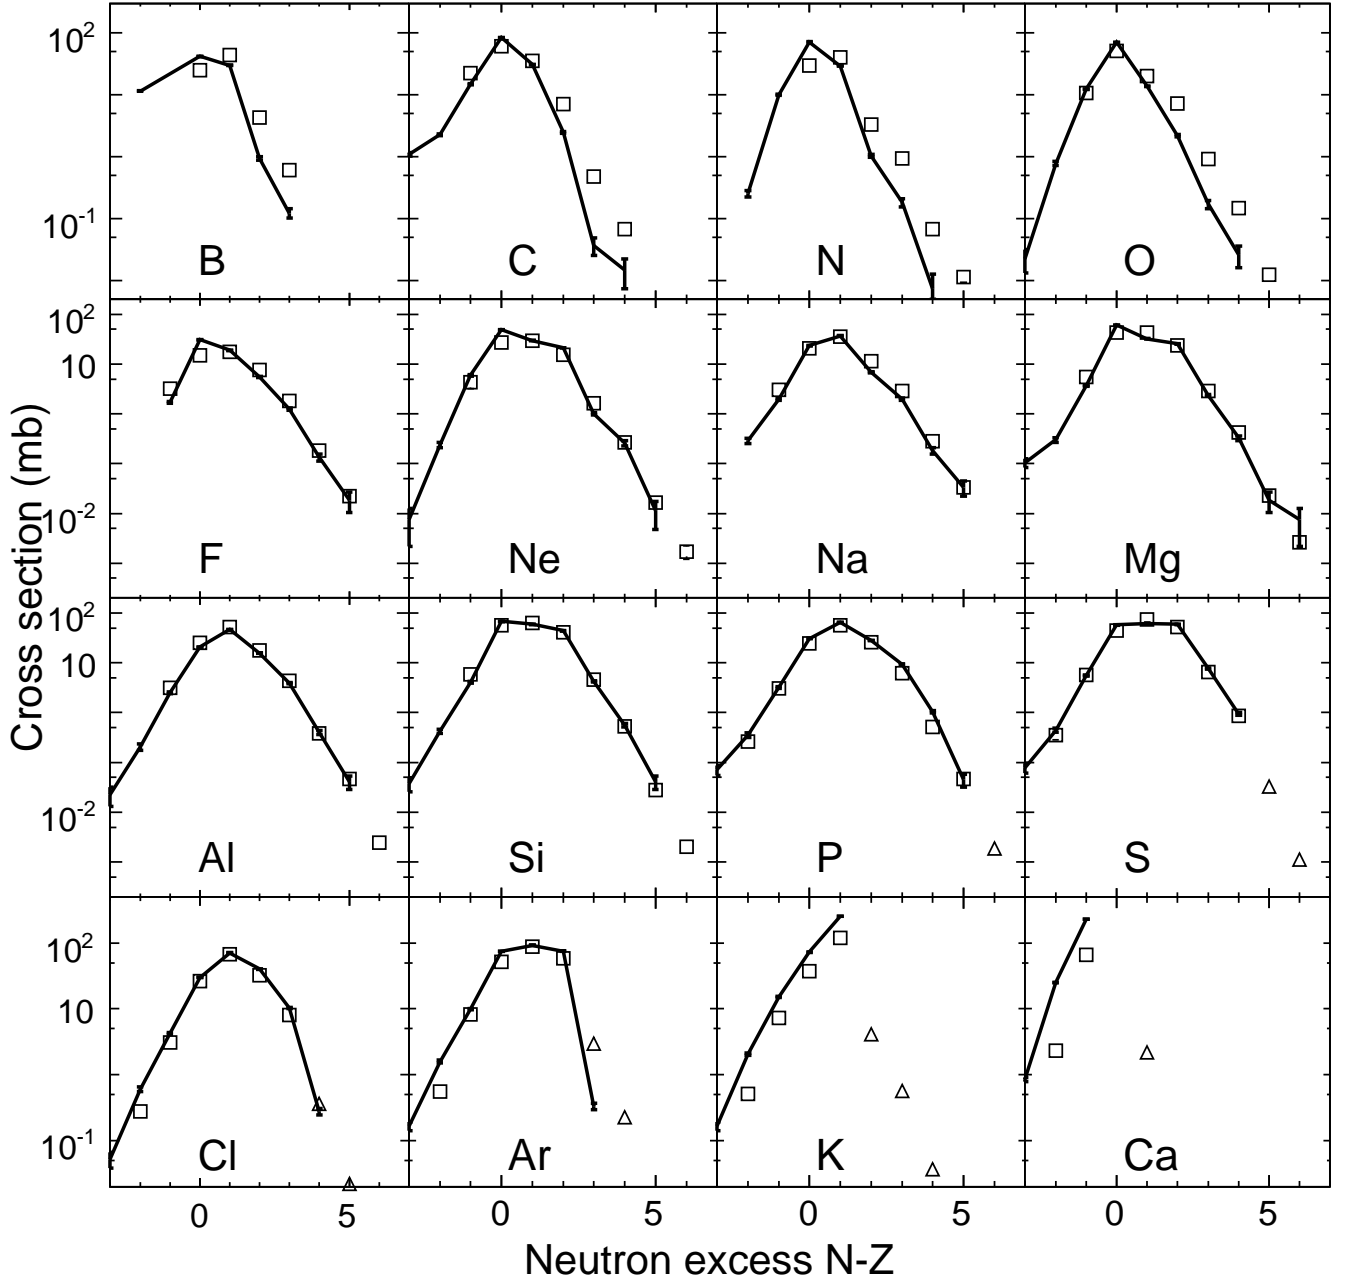 Cross section (mb)
10²
10⁻¹
B
C
N
O
10²
10
10⁻²
F
Ne
Na
Mg
10²
10
10⁻²
Al
Si
P
S
10²
10
10⁻¹
Cl
Ar
K
Ca
0 5 0 5 0 5 0 5
Neutron excess N-Z